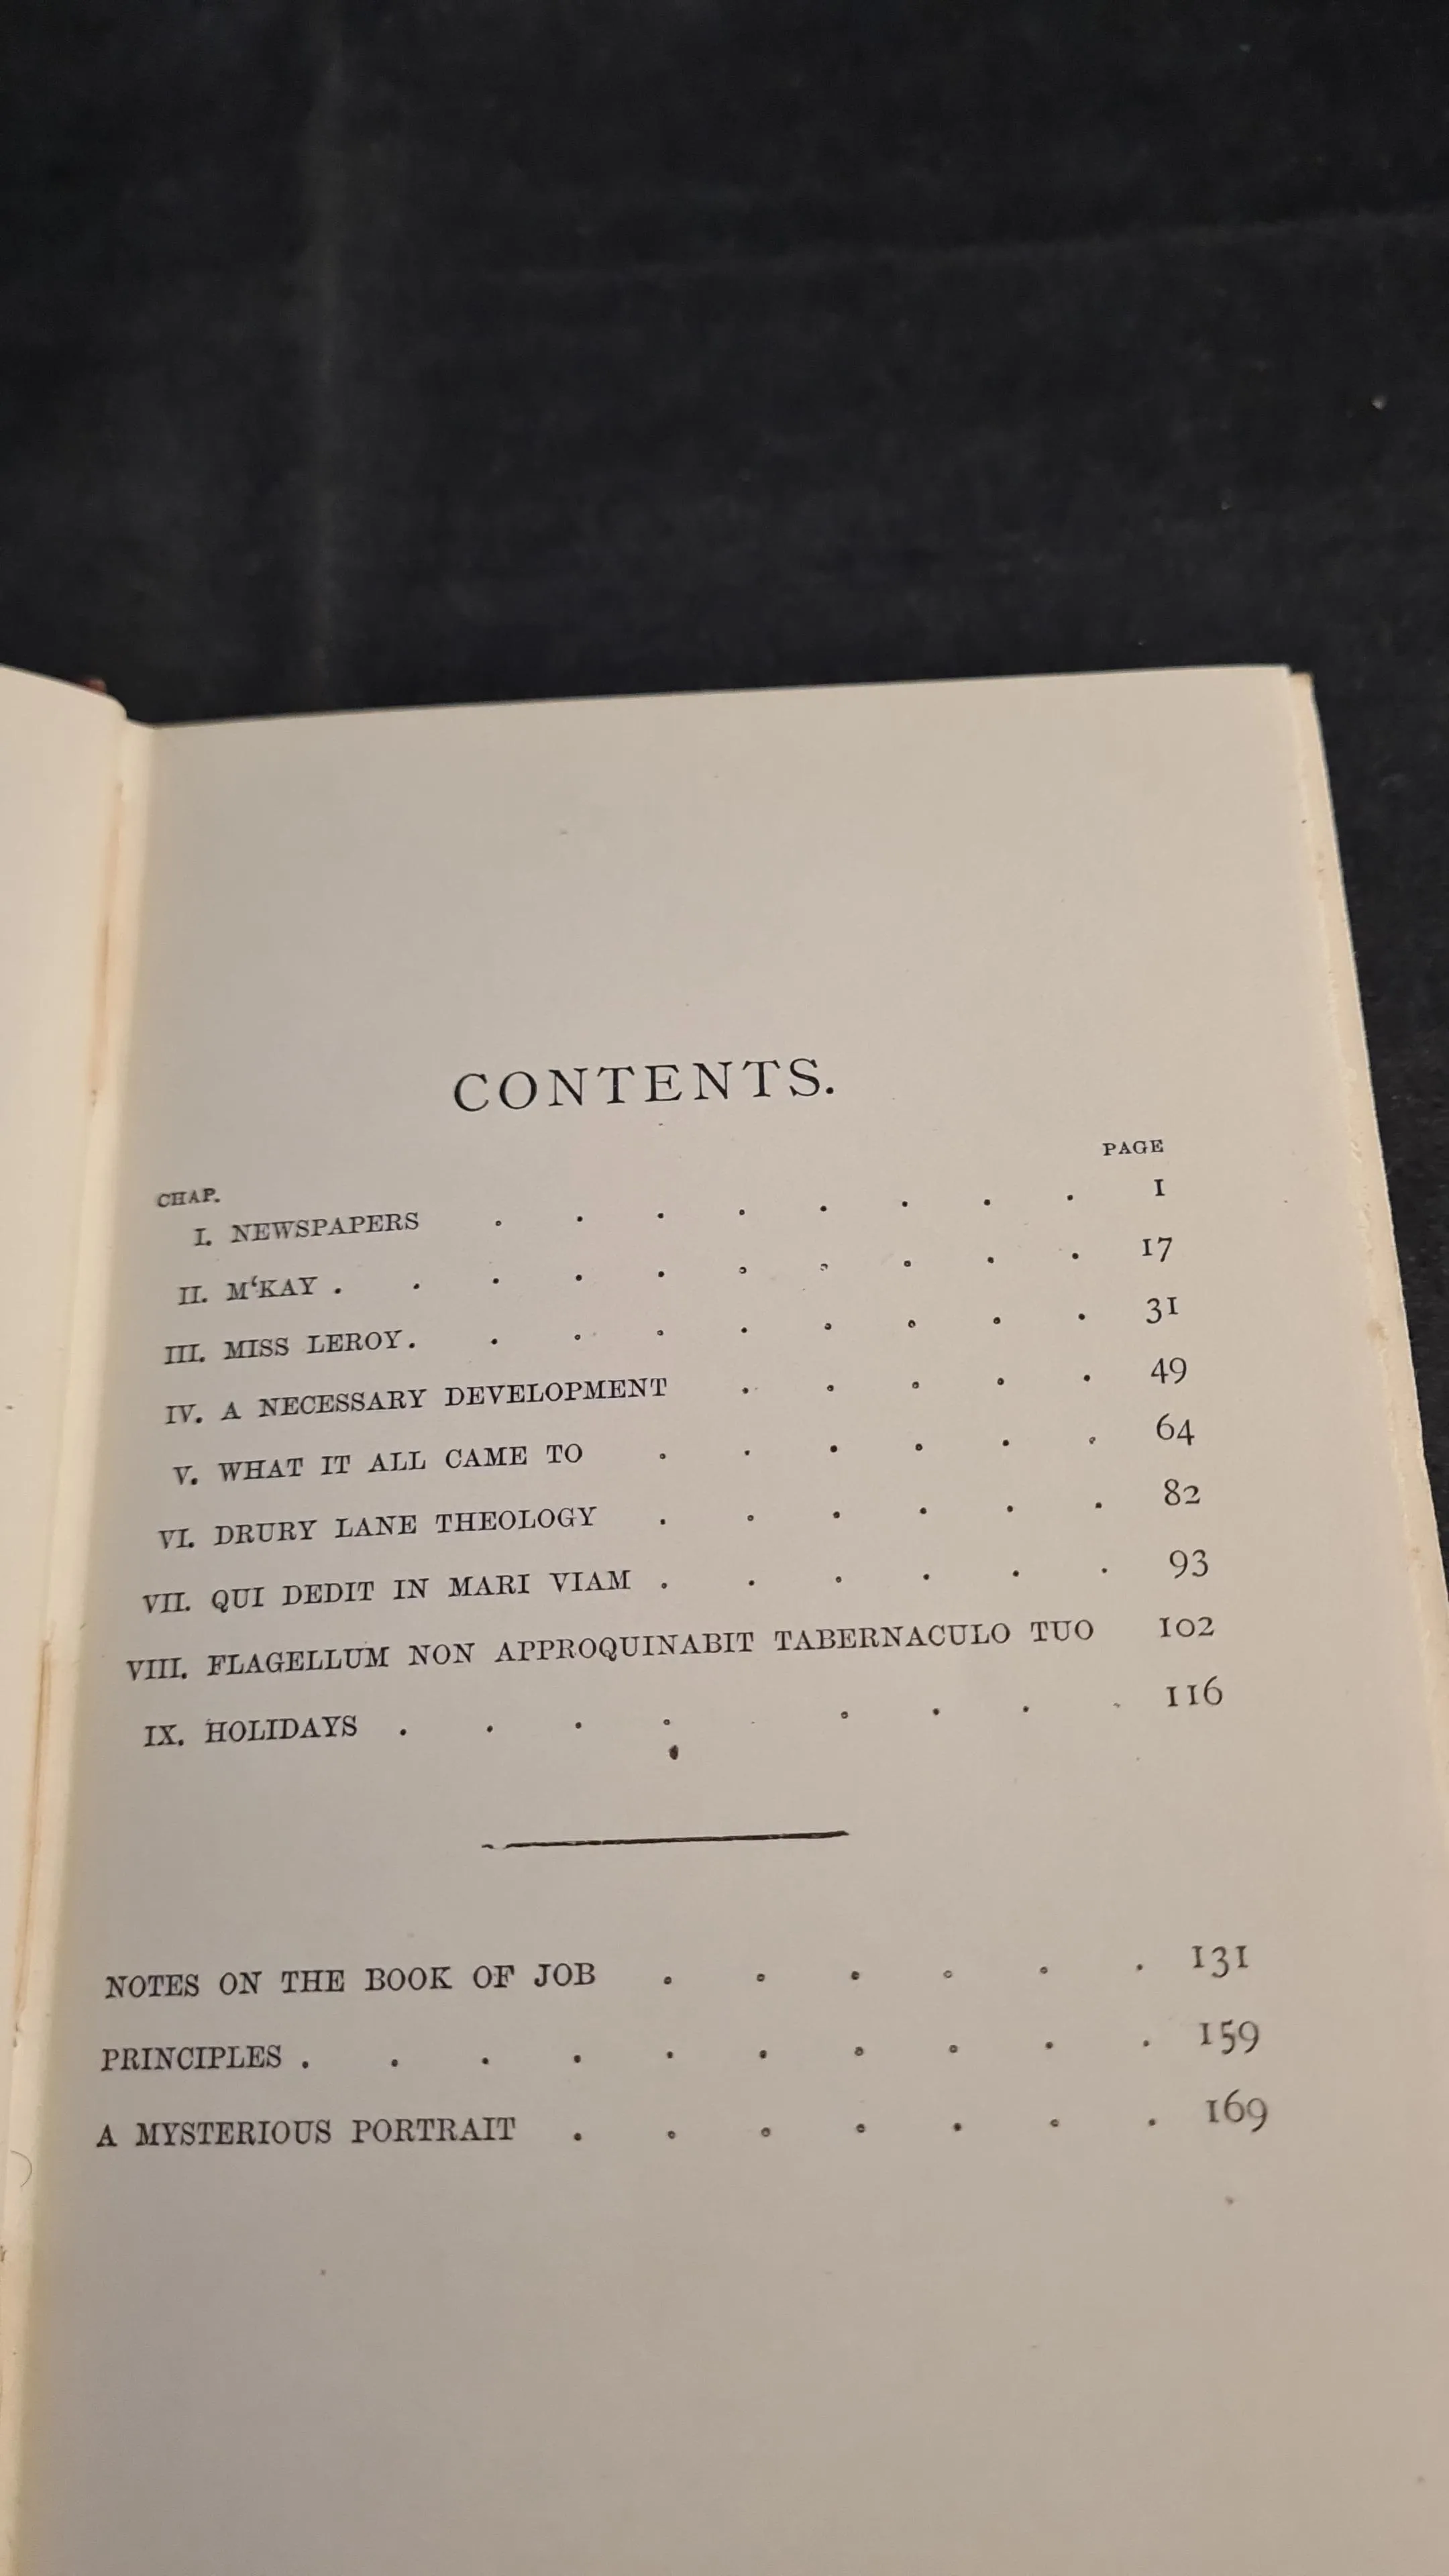 CONTENTS.
CHAP. PAGE
I. NEWSPAPERS . . . . . . . . 1
II. M‘KAY . . . . . . . . . . 17
III. MISS LEROY. . . . . . . . . 31
IV. A NECESSARY DEVELOPMENT . . . . . 49
V. WHAT IT ALL CAME TO . . . . . . 64
VI. DRURY LANE THEOLOGY . . . . . . 82
VII. QUI DEDIT IN MARI VIAM . . . . . . 93
VIII. FLAGELLUM NON APPROQUINABIT TABERNACULO TUO 102
IX. HOLIDAYS . . . . . . . . 116
NOTES ON THE BOOK OF JOB . . . . . . 131
PRINCIPLES . . . . . . . . . . 159
A MYSTERIOUS PORTRAIT . . . . . . . 169